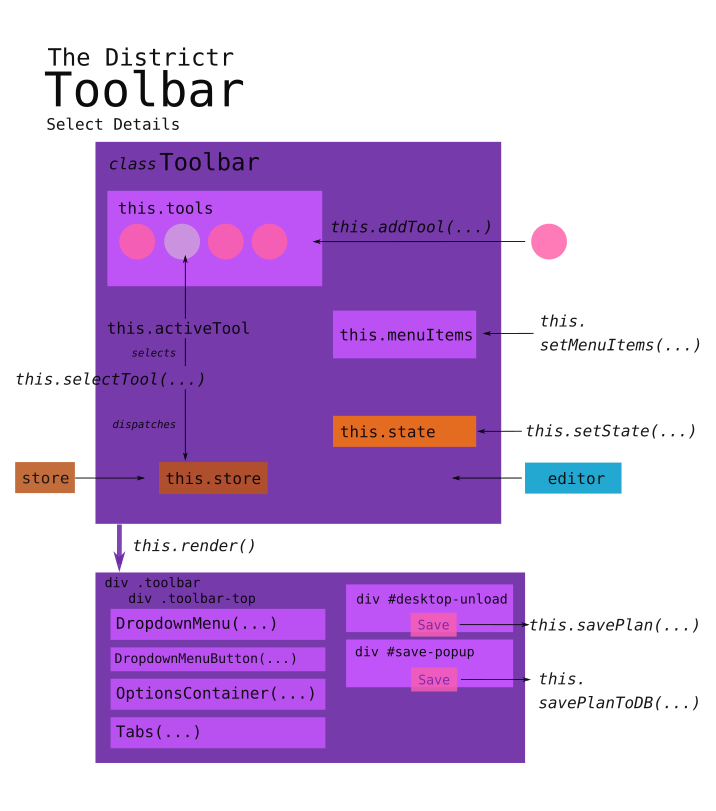 The Districtr
Toolbar
Select Details
class Toolbar
this.tools
this.addTool(...)
this.activeTool
selects
this.selectTool(...)
dispatches
this.menuItems
this.
setMenuItems(...)
this.state
this.setState(...)
store
this.store
editor
this.render()
div .toolbar
div .toolbar-top
DropdownMenu(...)
DropdownMenuButton(...)
OptionsContainer(...)
Tabs(...)
div #desktop-unload
Save
this.savePlan(...)
div #save-popup
Save
this.
savePlanToDB(...)